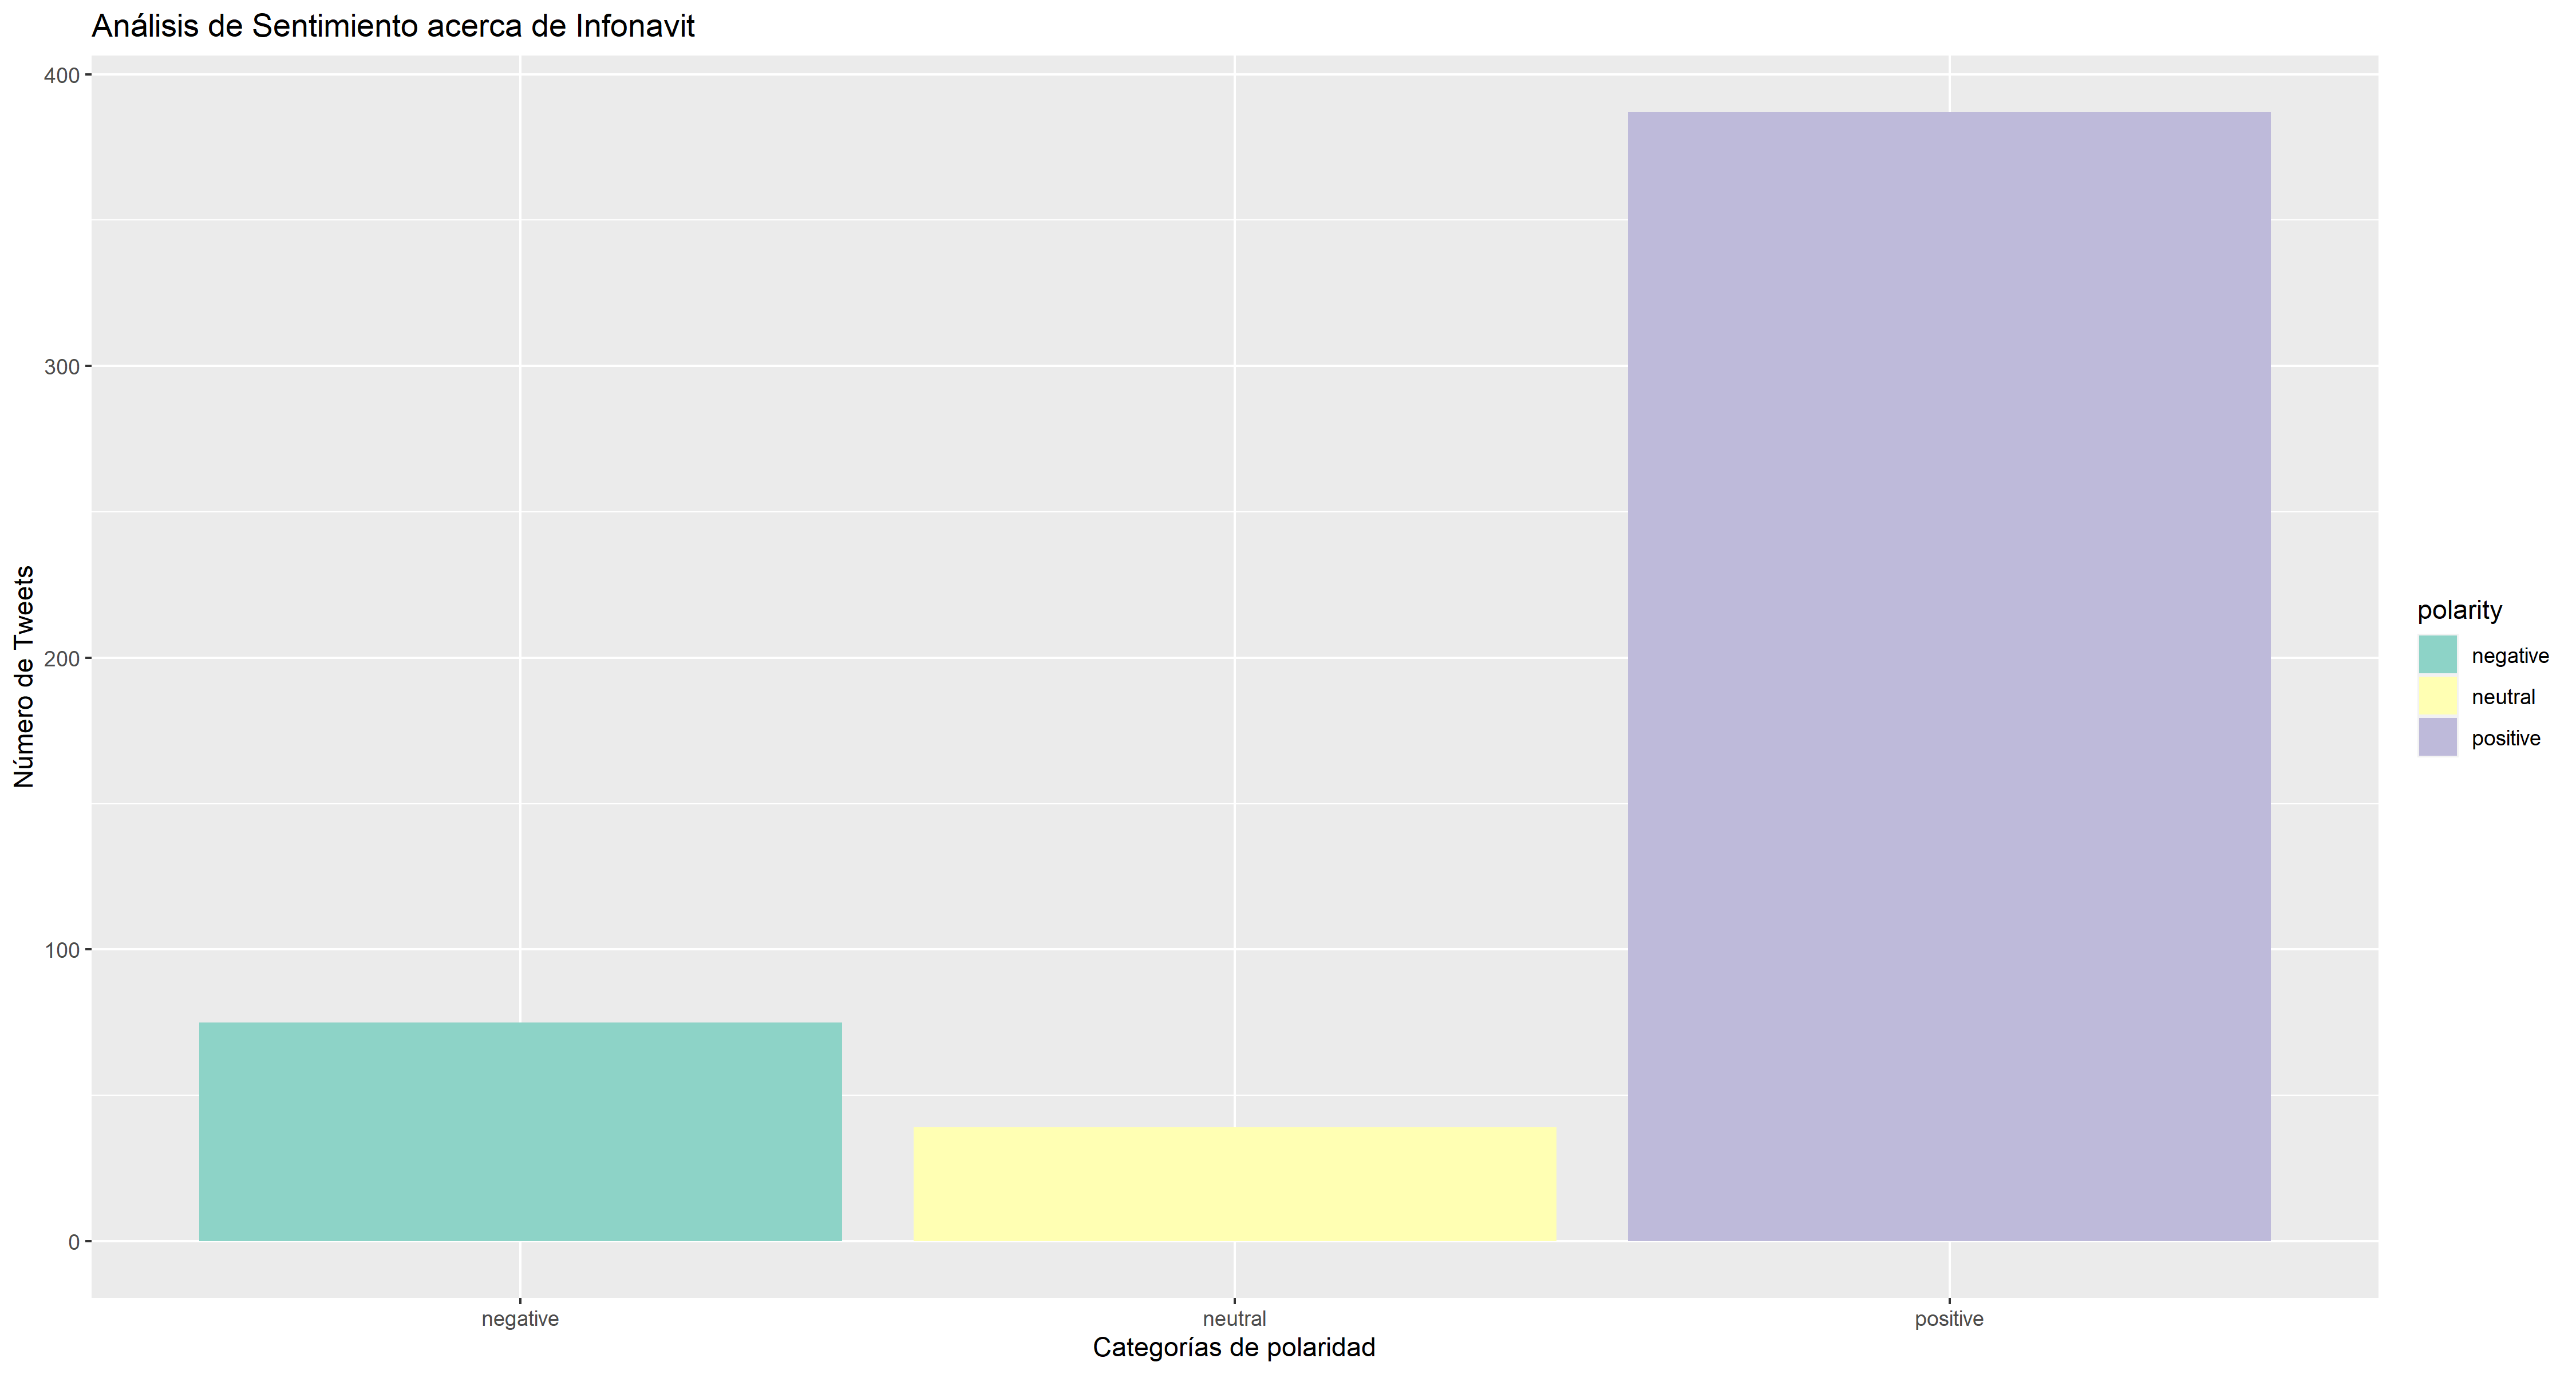 Análisis de Sentimiento acerca de Infonavit
400
300
200
100
0
Número de Tweets
negative
neutral
positive
Categorías de polaridad
polarity
negative
neutral
positive